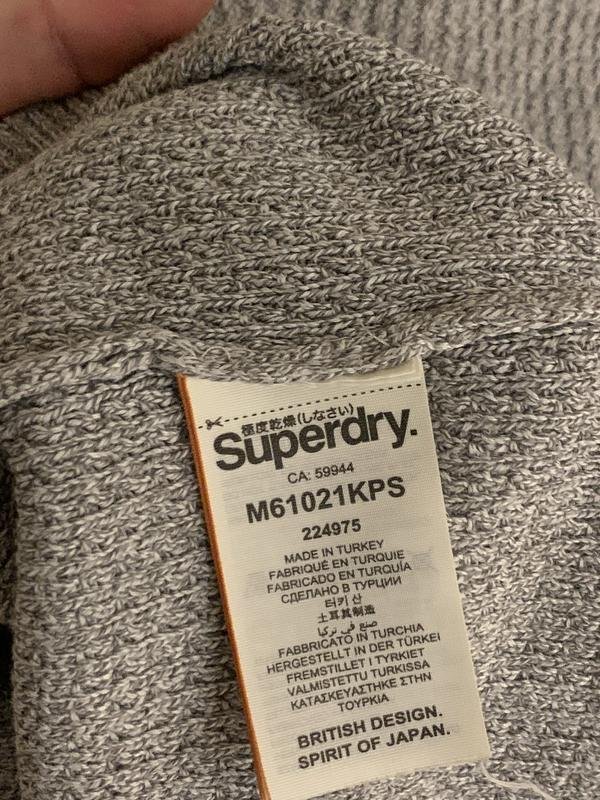 極度乾燥(しなさい)
Superdry.
CA: 59944
M61021KPS
224975
MADE IN TURKEY
FABRIQUÉ EN TURQUIE
FABRICADO EN TURQUÍA
СДЕЛАНО В ТУРЦИИ
터키 산
土耳其制造
صنع في تركيا
FABBRICATO IN TURCHIA
HERGESTELLT IN DER TÜRKEI
FREMSTILLET I TYRKIET
VALMISTETTU TURKISSA
ΚΑΤΑΣΚΕΥΑΣΤΗΚΕ ΣΤΗΝ
ΤΟΥΡΚΙΑ
BRITISH DESIGN.
SPIRIT OF JAPAN.